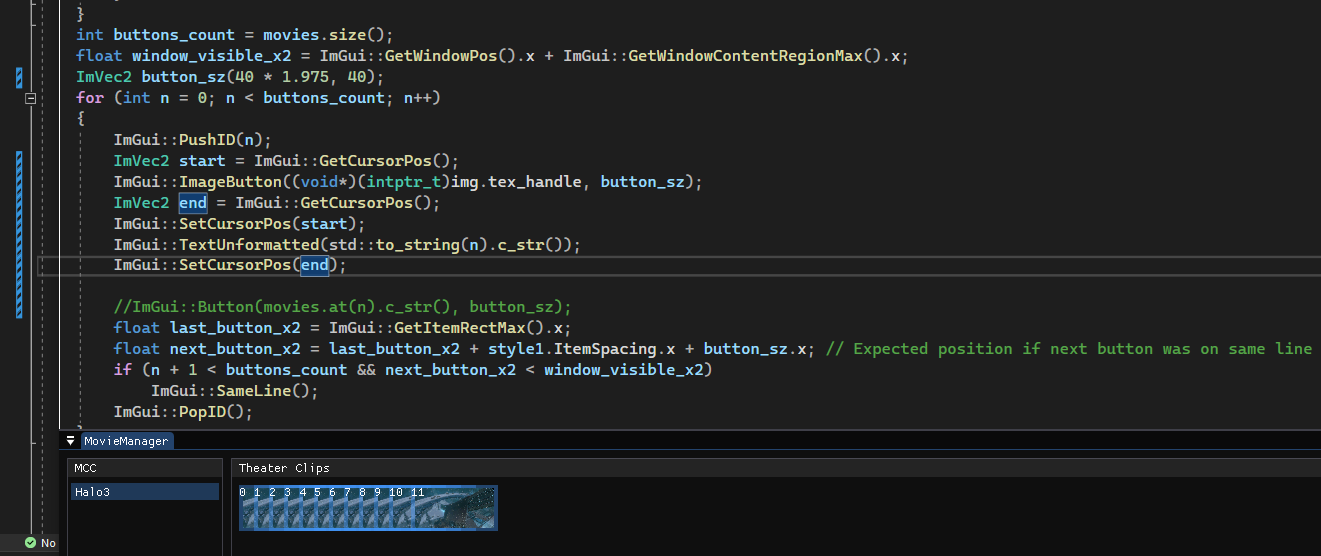 }
int buttons_count = movies.size();
float window_visible_x2 = ImGui::GetWindowPos().x + ImGui::GetWindowContentRegionMax().x;
ImVec2 button_sz(40 * 1.975, 40);
for (int n = 0; n < buttons_count; n++)
{
ImGui::PushID(n);
ImVec2 start = ImGui::GetCursorPos();
ImGui::ImageButton((void*)(intptr_t)img.tex_handle, button_sz);
ImVec2 end = ImGui::GetCursorPos();
ImGui::SetCursorPos(start);
ImGui::TextUnformatted(std::to_string(n).c_str());
ImGui::SetCursorPos(end);
//ImGui::Button(movies.at(n).c_str(), button_sz);
float last_button_x2 = ImGui::GetItemRectMax().x;
float next_button_x2 = last_button_x2 + style1.ItemSpacing.x + button_sz.x; // Expected position if next button was on same line
if (n + 1 < buttons_count && next_button_x2 < window_visible_x2)
ImGui::SameLine();
ImGui::PopID();
MovieManager
MCC
Theater Clips
Halo3
0 1 2 3 4 5 6 7 8 9 10 11
No